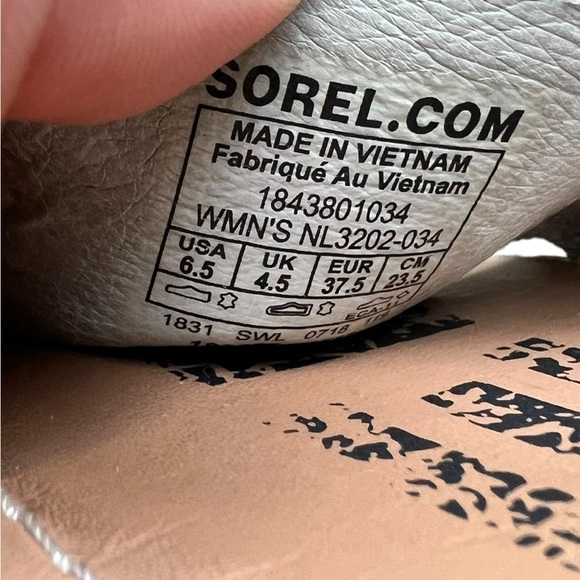 SOREL.COM
MADE IN VIETNAM
Fabriqué Au Vietnam
1843801034
WMN'S NL3202-034
USA UK EUR CM
6.5 4.5 37.5 23.5
1831 SWL 0718